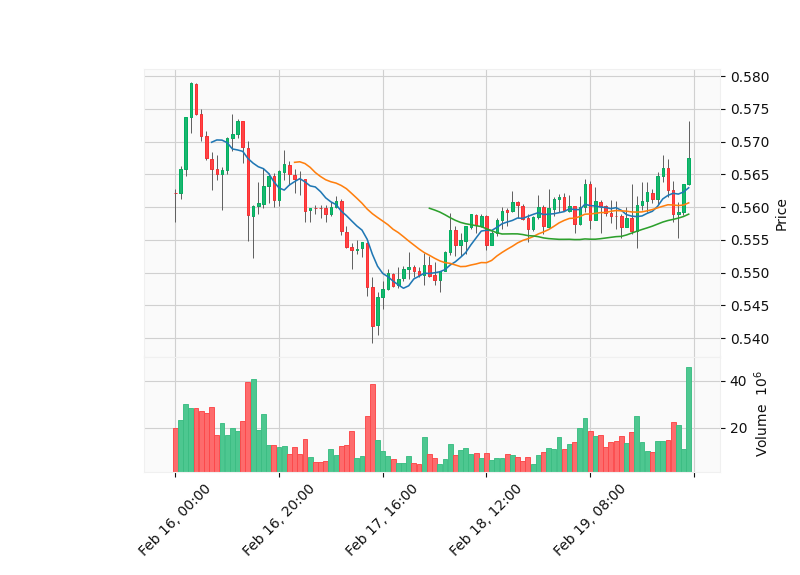 0.580
0.575
0.570
0.565
0.560
0.555
0.550
0.545
0.540
Price
40
20
Volume 10^6
Feb 16, 00:00
Feb 16, 20:00
Feb 17, 16:00
Feb 18, 12:00
Feb 19, 08:00